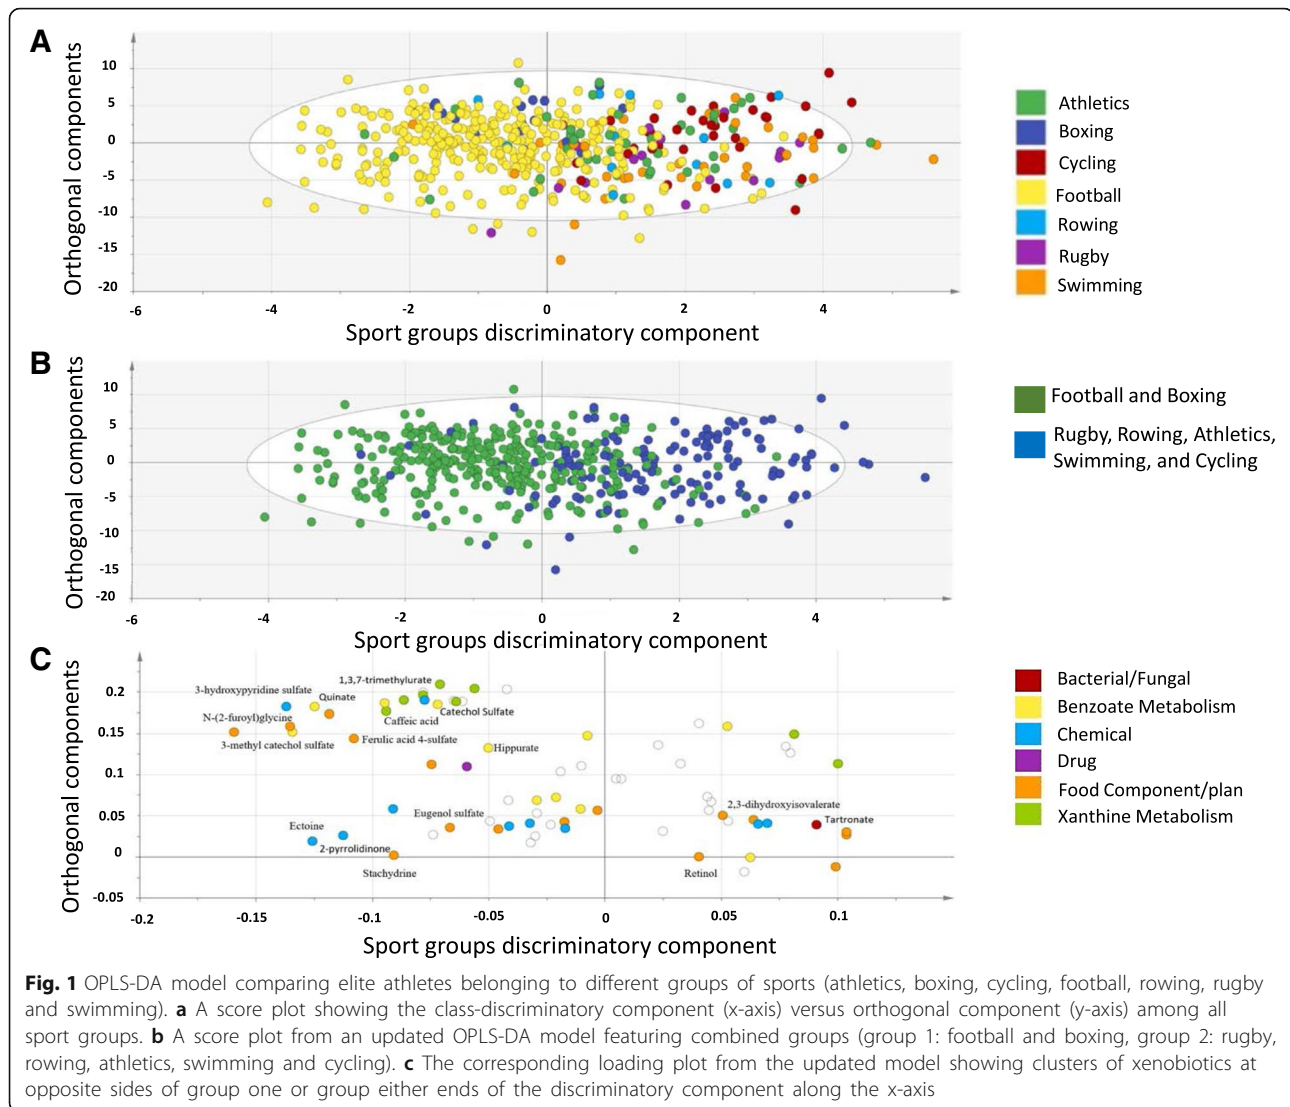 A
Orthogonal components
10
5
0
-5
-10
-15
-20
-6
-4
-2
0
2
4
Sport groups discriminatory component
Athletics
Boxing
Cycling
Football
Rowing
Rugby
Swimming
B
Orthogonal components
10
5
0
-5
-10
-15
-20
-6
-4
-2
0
2
4
Sport groups discriminatory component
Football and Boxing
Rugby, Rowing, Athletics,
Swimming, and Cycling
C
Orthogonal components
0.2
0.15
0.1
0.05
0
-0.05
-0.2
-0.15
-0.1
-0.05
0
0.05
0.1
Sport groups discriminatory component
3-hydroxypyridine sulfate
Quinate
1,3,7-trimethylurate
N-(2-furoyl)glycine
Caffeic acid
Catechol Sulfate
3-methyl catechol sulfate
Ferulic acid 4-sulfate
Hippurate
Eugenol sulfate
2,3-dihydroxyisovalerate
Tartronate
Ectoine
2-pyrrolidinone
Stachydrine
Retinol
Bacterial/Fungal
Benzoate Metabolism
Chemical
Drug
Food Component/plan
Xanthine Metabolism
Fig. 1 OPLS-DA model comparing elite athletes belonging to different groups of sports (athletics, boxing, cycling, football, rowing, rugby
and swimming). a A score plot showing the class-discriminatory component (x-axis) versus orthogonal component (y-axis) among all
sport groups. b A score plot from an updated OPLS-DA model featuring combined groups (group 1: football and boxing, group 2: rugby,
rowing, athletics, swimming and cycling). c The corresponding loading plot from the updated model showing clusters of xenobiotics at
opposite sides of group one or group either ends of the discriminatory component along the x-axis